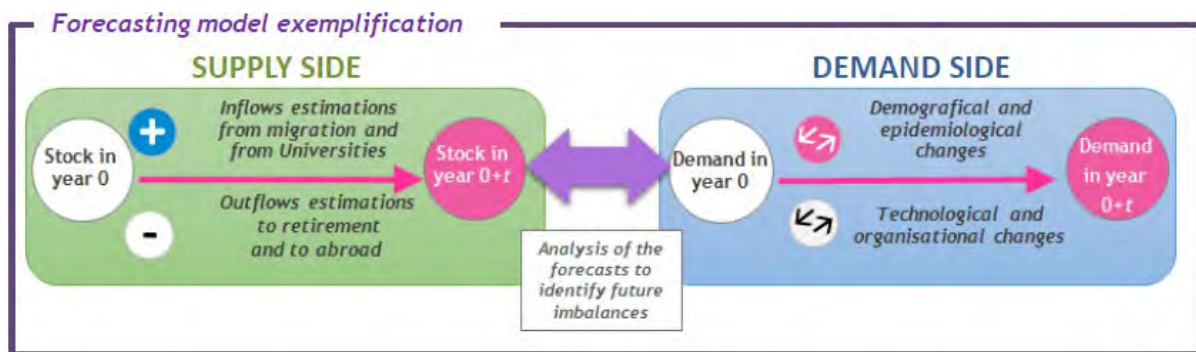 Forecasting model exemplification
SUPPLY SIDE
Stock in
year 0
+
Inflows estimations
from migration and
from Universities
-
Outflows estimations
to retirement
and to abroad
Stock in
year 0+t
Analysis of the
forecasts to
identify future
imbalances
DEMAND SIDE
Demand in
year 0
Demografical and
epidemiological
changes
Technological and
organisational changes
Demand
in year
0+t